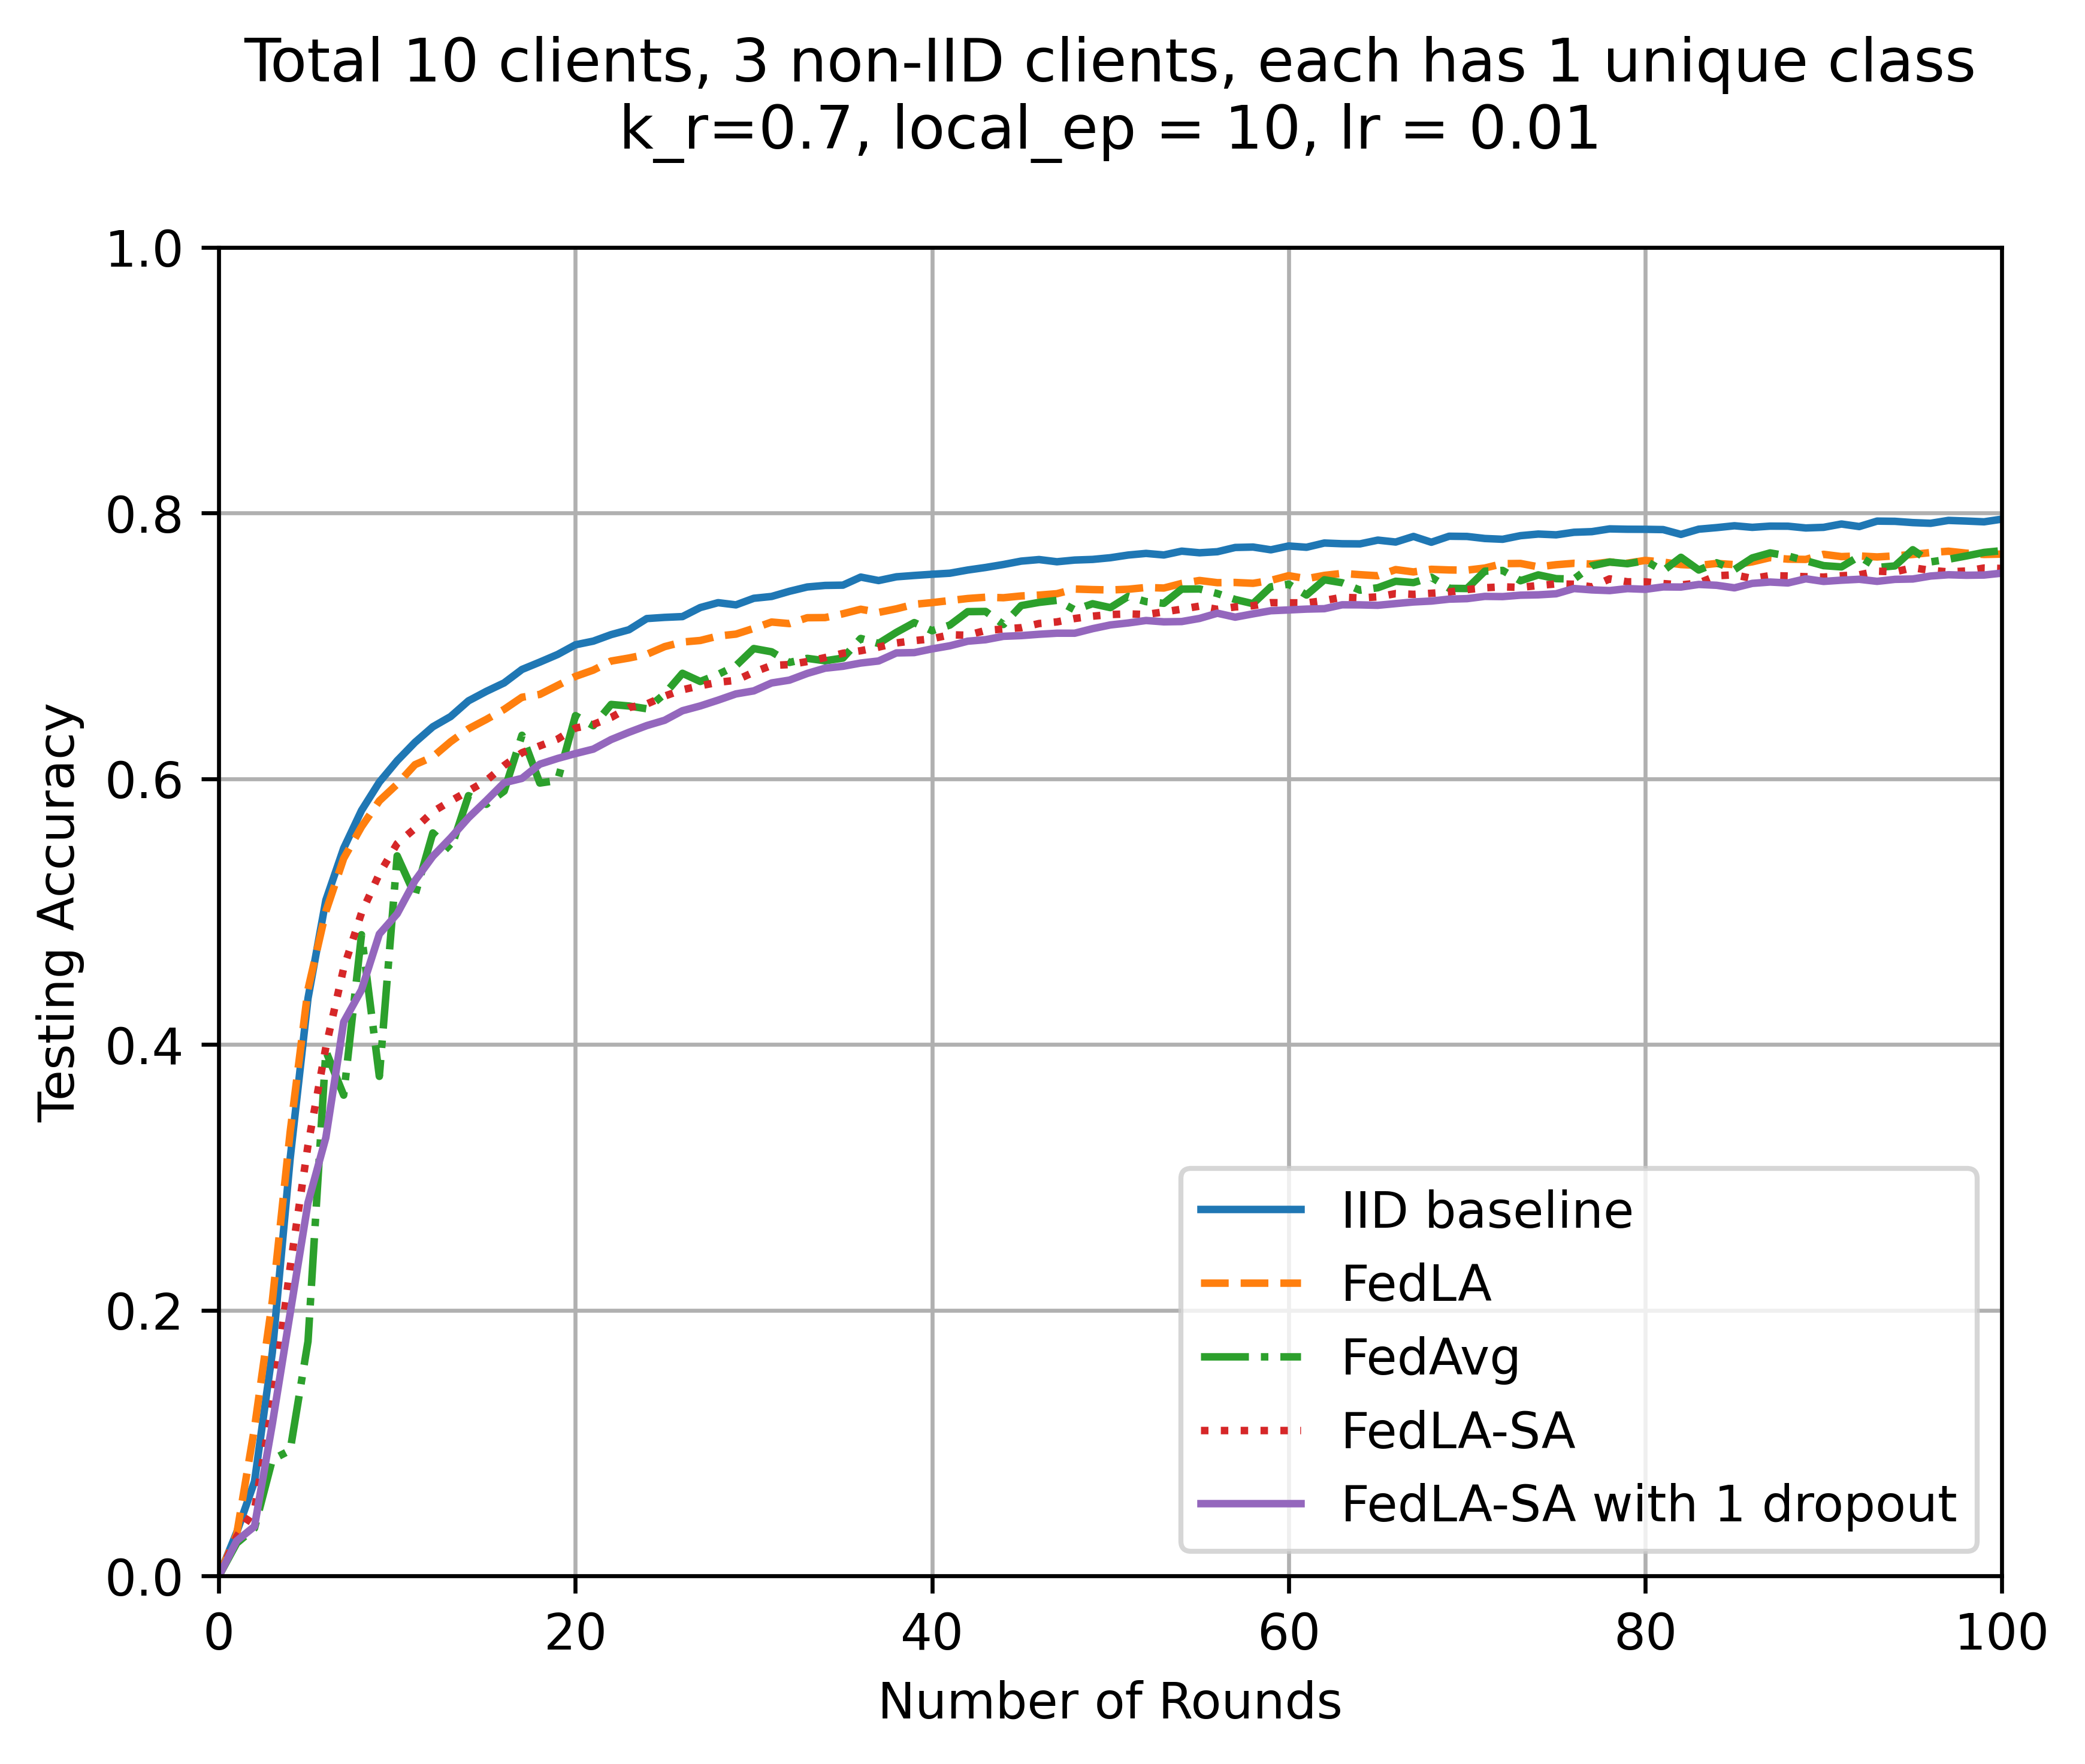 Total 10 clients, 3 non-IID clients, each has 1 unique class
k_r=0.7, local_ep = 10, lr = 0.01
1.0
0.8
0.6
0.4
0.2
0.0
Testing Accuracy
IID baseline
FedLA
FedAvg
FedLA-SA
FedLA-SA with 1 dropout
0
20
40
60
80
100
Number of Rounds